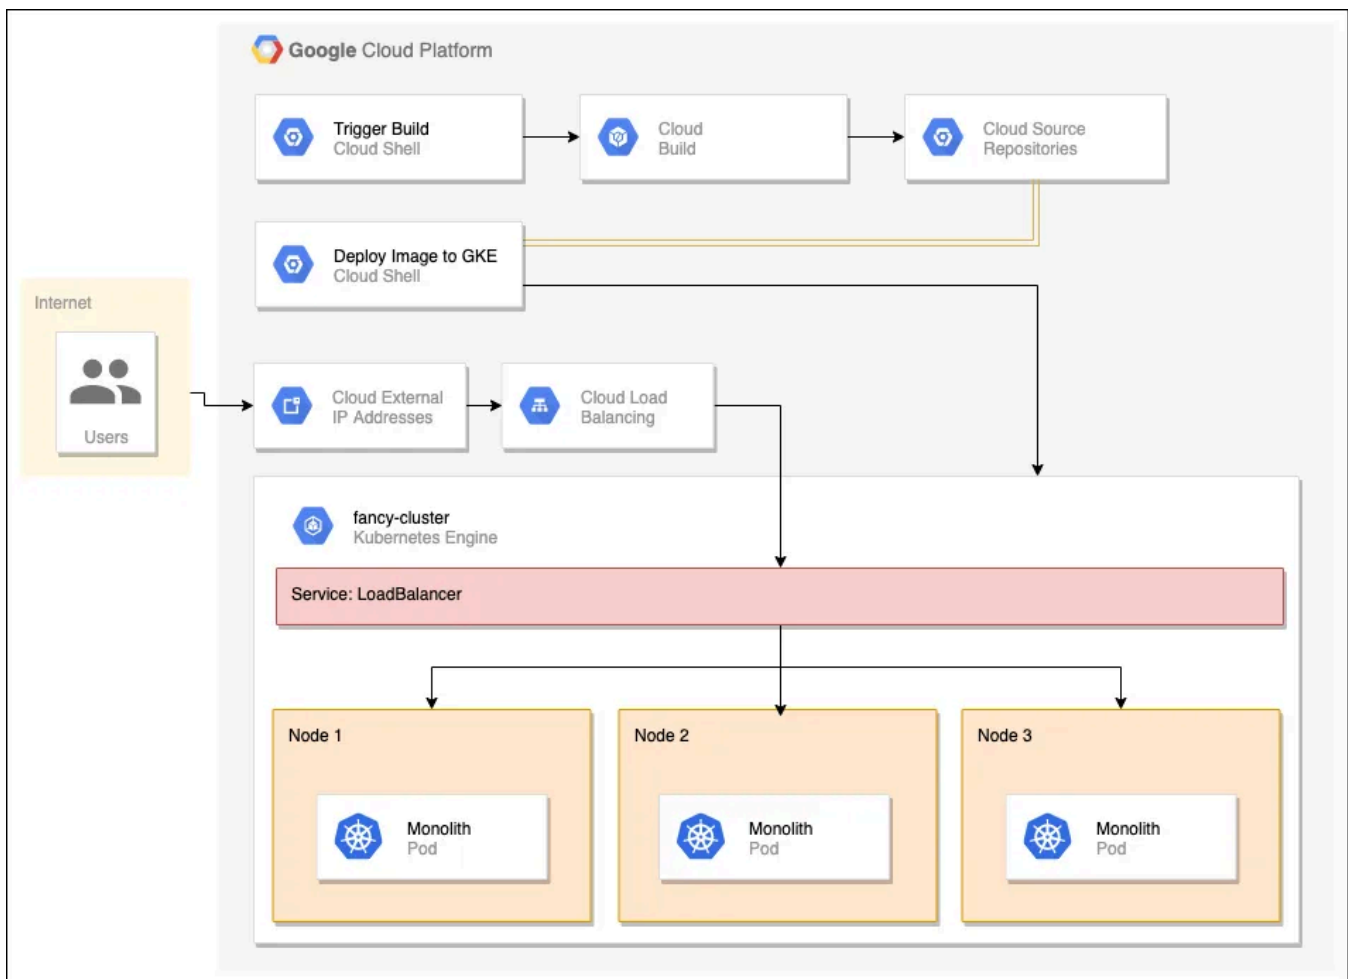 Google Cloud Platform
Trigger Build
Cloud Shell
Cloud
Build
Cloud Source
Repositories
Deploy Image to GKE
Cloud Shell
Internet
Users
Cloud External
IP Addresses
Cloud Load
Balancing
fancy-cluster
Kubernetes Engine
Service: LoadBalancer
Node 1
Node 2
Node 3
Monolith
Pod
Monolith
Pod
Monolith
Pod